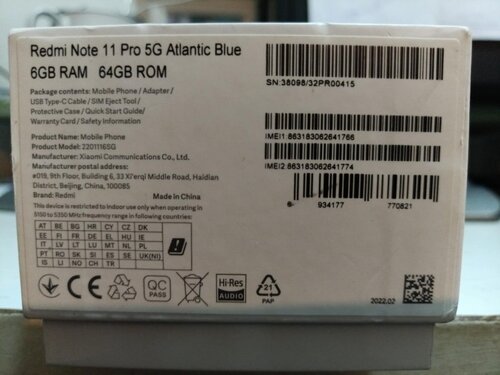 Redmi Note 11 Pro 5G Atlantic Blue
6GB RAM 64GB ROM
Package contents: Mobile Phone / Adapter /
USB Type-C Cable / SIM Eject Tool /
Protective Case / Quick Start Guide/
Warranty Card / Safety Information
Product Name: Mobile Phone
Product Model: 2201116SG
Manufacturer: Xiaomi Communications Co., Ltd.
Manufacturer postal address:
#019, 9th Floor, Building 6, 33 Xi'erqi Middle Road, Haidian
District, Beijing, China, 100085
Brand: Redmi Made in China
This device is restricted to indoor use only when operating in
5150 to 5350 MHz frequency range in following countries:
AT BE BG HR CY CZ DK
EE FI FR DE EL HU IE
IT LV LT LU MT NL PL
PT RO SK SI ES SE UK(NI)
IS LI NO CH TR
CE
QC
PASS
Hi-Res
AUDIO
21
PAP
SN:38098/32PR00415
IMEI1:863183062641766
IMEI2:863183062641774
934177 770821
2022.02